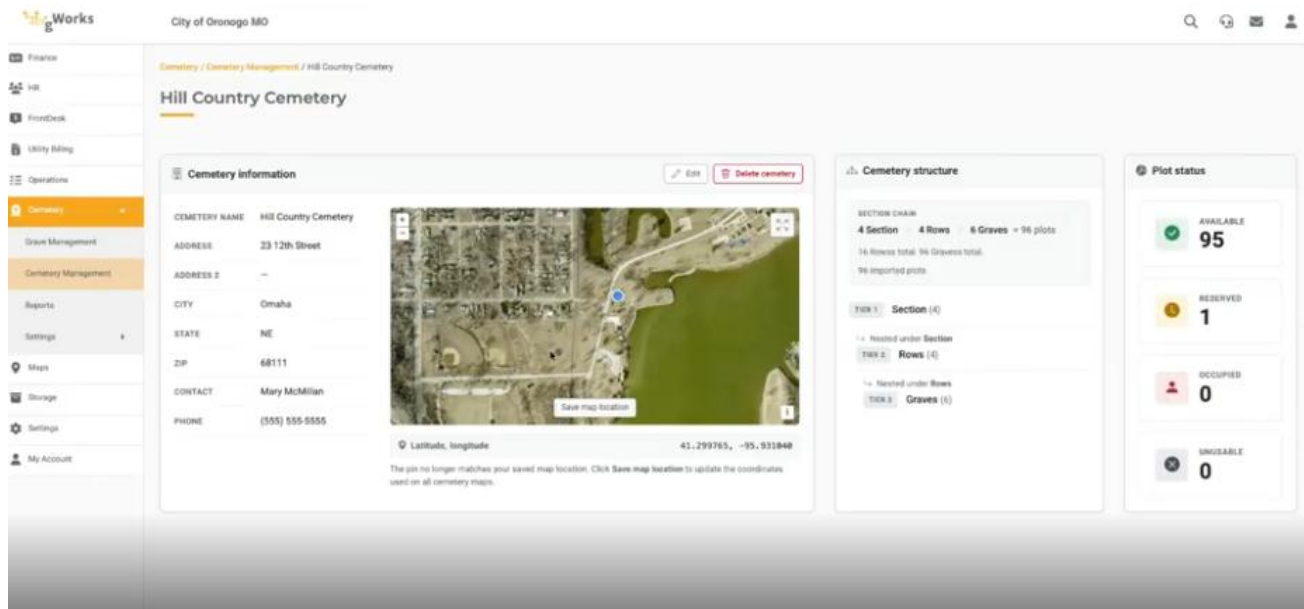 gWorks
City of Oronogo MO
Finance
HR
FrontDesk
Utility Billing
Operations
Cemetery
Grave Management
Cemetery Management
Reports
Settings
Maps
Storage
Settings
My Account
Cemetery / Cemetery Management / Hill Country Cemetery
Hill Country Cemetery
Cemetery information
Edit
Delete cemetery
CEMETERY NAME Hill Country Cemetery
ADDRESS 23 12th Street
ADDRESS 2 —
CITY Omaha
STATE NE
ZIP 68111
CONTACT Mary McMillan
PHONE (555) 555-5555
+
−
Save map location
i
Latitude, longitude 41.299765, -95.931040
The pin no longer matches your saved map location. Click Save map location to update the coordinates
used on all cemetery maps.
Cemetery structure
SECTION CHAIN
4 Section 4 Rows 6 Graves = 96 plots
16 Rowss total. 96 Gravess total.
96 imported plots
TIER 1 Section (4)
Nested under Section
TIER 2 Rows (4)
Nested under Rows
TIER 3 Graves (6)
Plot status
AVAILABLE
95
RESERVED
1
OCCUPIED
0
UNUSABLE
0